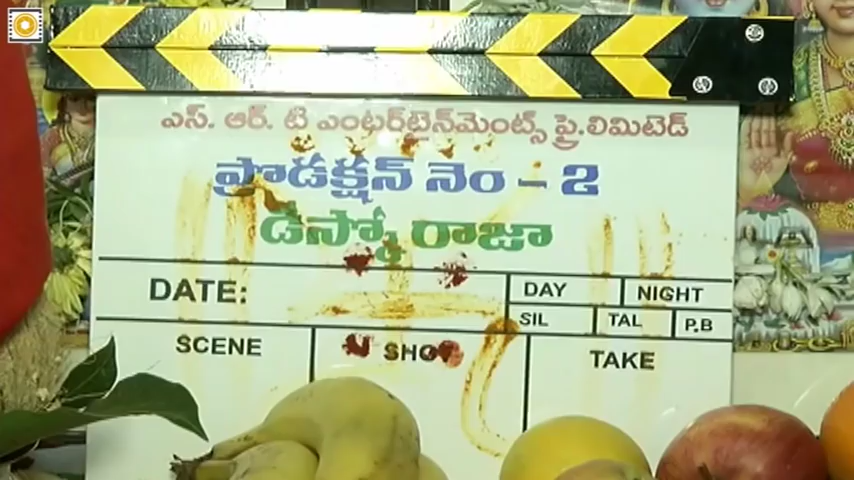 ఎస్. ఆర్. టి ఎంటర్‌టైన్‌మెంట్స్ ప్రై.లిమిటెడ్
ప్రొడక్షన్ నెం – 2
డిస్కో రాజా
DATE:
DAY NIGHT
SIL TAL P.B
SCENE SHOT TAKE